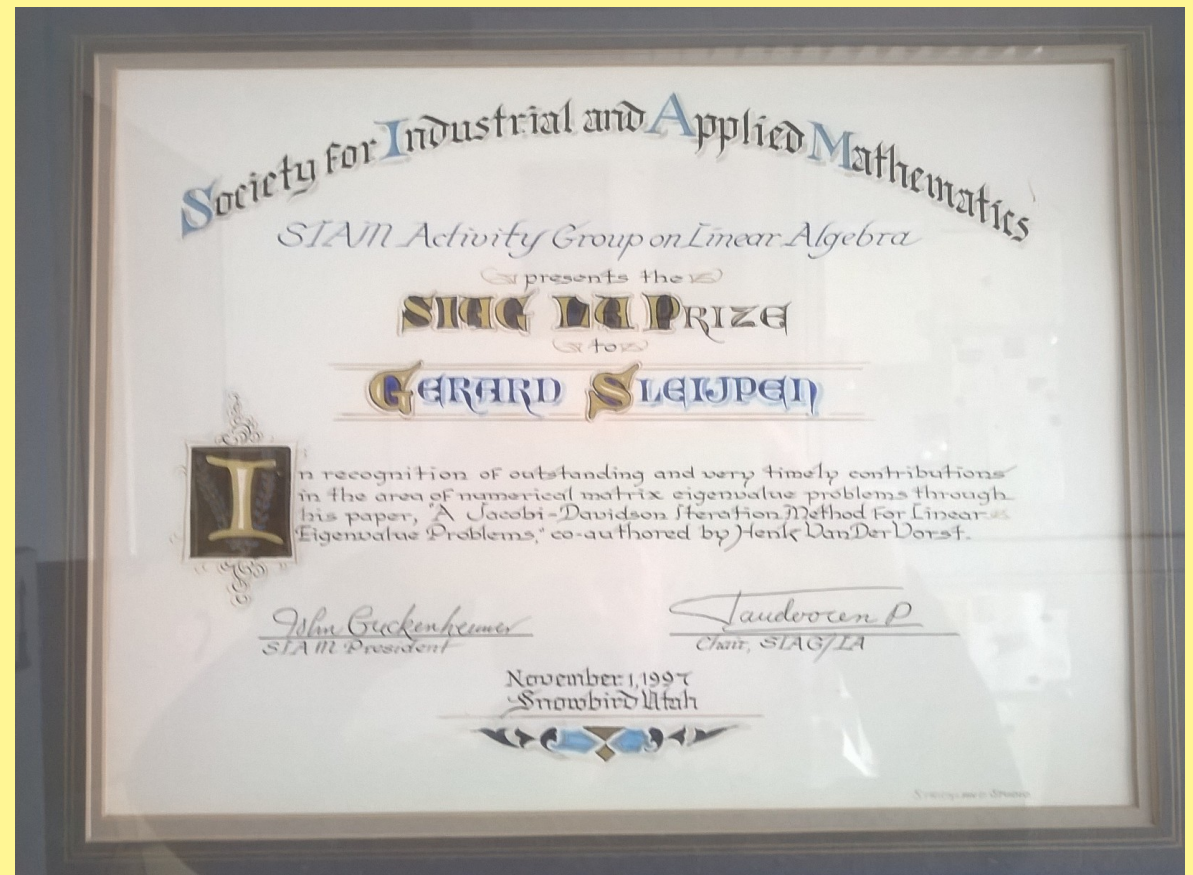 Society for Industrial and Applied Mathematics
SIAM Activity Group on Linear Algebra
presents the
SIAG LA PRIZE
to
GERARD SLEIJPEN
In recognition of outstanding and very timely contributions
in the area of numerical matrix eigenvalue problems through
his paper, "A Jacobi-Davidson Iteration Method For Linear
Eigenvalue Problems," co-authored by Henk VanDerVorst.
John Guckenheimer
Vandooren P
SIAM President
Chair, SIAG/LA
November 1, 1997
Snowbird Utah